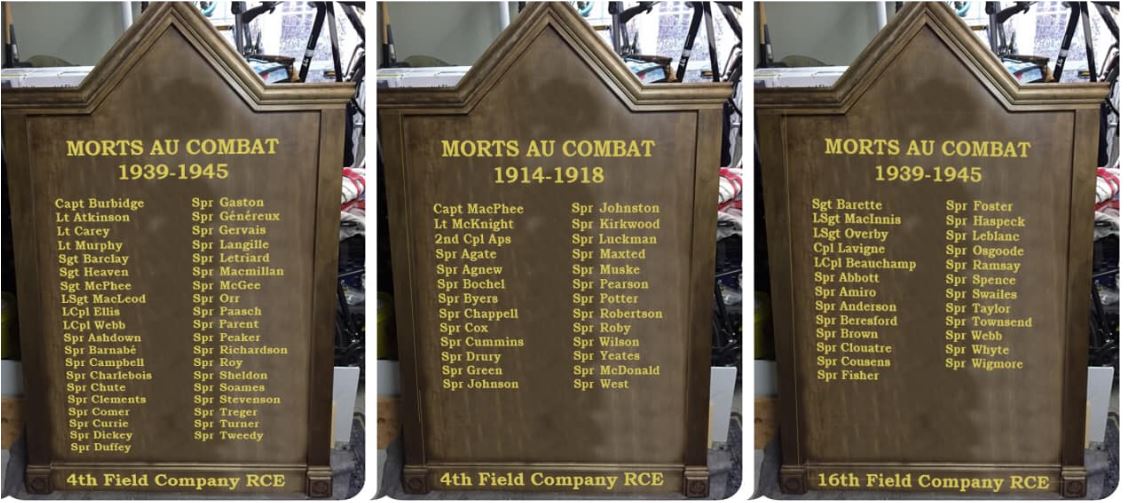 MORTS AU COMBAT
1939-1945
Capt Burbidge
Lt Atkinson
Lt Carey
Lt Murphy
Sgt Barclay
Sgt Heaven
Sgt McPhee
LSgt MacLeod
LCpl Ellis
LCpl Webb
Spr Ashdown
Spr Barnabé
Spr Campbell
Spr Charlebois
Spr Chute
Spr Clements
Spr Comer
Spr Currie
Spr Dickey
Spr Duffey
Spr Gaston
Spr Généreux
Spr Gervais
Spr Langille
Spr Letriard
Spr Macmillan
Spr McGee
Spr Orr
Spr Paasch
Spr Parent
Spr Peaker
Spr Richardson
Spr Roy
Spr Sheldon
Spr Soames
Spr Stevenson
Spr Treger
Spr Turner
Spr Tweedy
4th Field Company RCE
MORTS AU COMBAT
1914-1918
Capt MacPhee
Lt McKnight
2nd Cpl Aps
Spr Agate
Spr Agnew
Spr Bochel
Spr Byers
Spr Chappell
Spr Cox
Spr Cummins
Spr Drury
Spr Green
Spr Johnson
Spr Johnston
Spr Kirkwood
Spr Luckman
Spr Maxted
Spr Muske
Spr Pearson
Spr Potter
Spr Robertson
Spr Roby
Spr Wilson
Spr Yeates
Spr McDonald
Spr West
4th Field Company RCE
MORTS AU COMBAT
1939-1945
Sgt Barette
LSgt MacInnis
LSgt Overby
Cpl Lavigne
LCpl Beauchamp
Spr Abbott
Spr Amiro
Spr Anderson
Spr Beresford
Spr Brown
Spr Clouatre
Spr Cousens
Spr Fisher
Spr Foster
Spr Haspeck
Spr Leblanc
Spr Osgoode
Spr Ramsay
Spr Spence
Spr Swailes
Spr Taylor
Spr Townsend
Spr Webb
Spr Whyte
Spr Wigmore
16th Field Company RCE